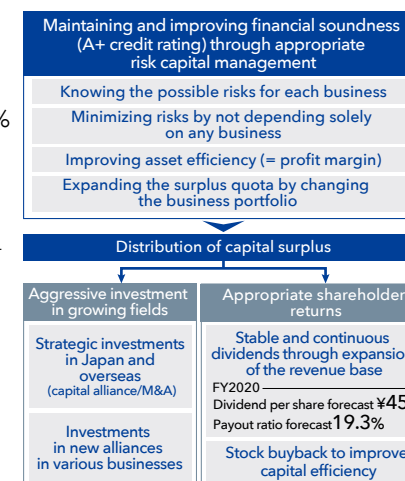 Maintaining and improving financial soundness
(A+ credit rating) through appropriate
risk capital management
Knowing the possible risks for each business
%
Minimizing risks by not depending solely
on any business
Improving asset efficiency (= profit margin)
Expanding the surplus quota by changing
the business portfolio
Distribution of capital surplus
Aggressive investment
in growing fields
Strategic investments
in Japan and
overseas
(capital alliance/M&A)
Investments
in new alliances
in various businesses
Appropriate shareholder
returns
Stable and continuous
dividends through
of the revenue base
FY2020
Dividend per share forecast ¥45
Payout ratio forecast 19.3%
Stock buyback to improve
capital efficiency